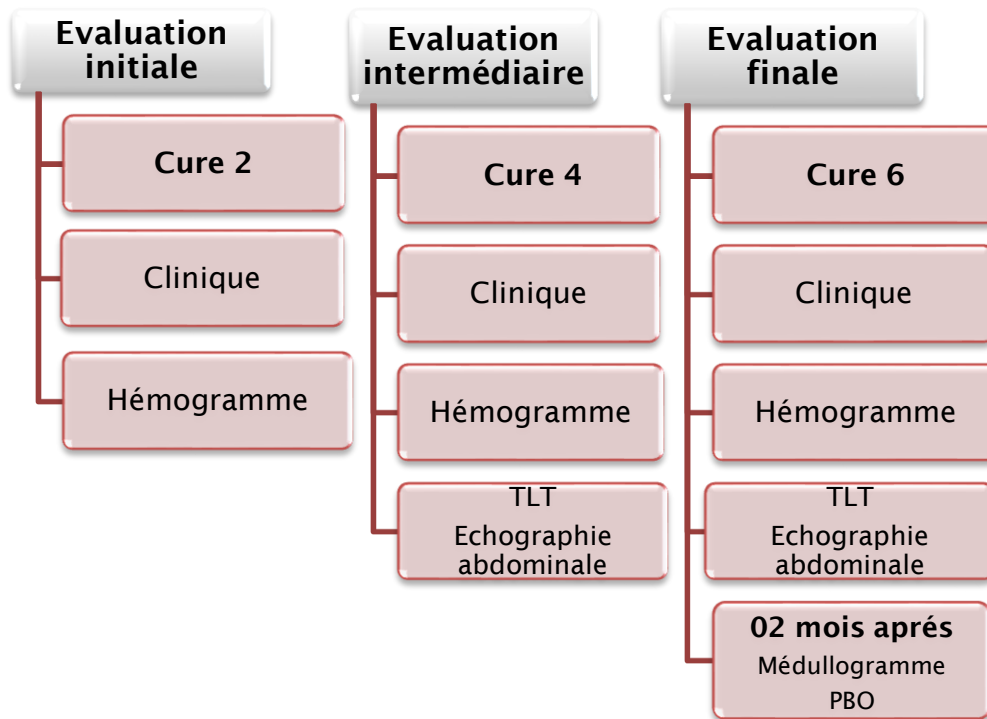 Evaluation
initiale
Cure 2
Clinique
Hémogramme
Evaluation
intermédiaire
Cure 4
Clinique
Hémogramme
TLT
Echographie
abdominale
Evaluation
finale
Cure 6
Clinique
Hémogramme
TLT
Echographie
abdominale
02 mois aprés
Médullogramme
PBO